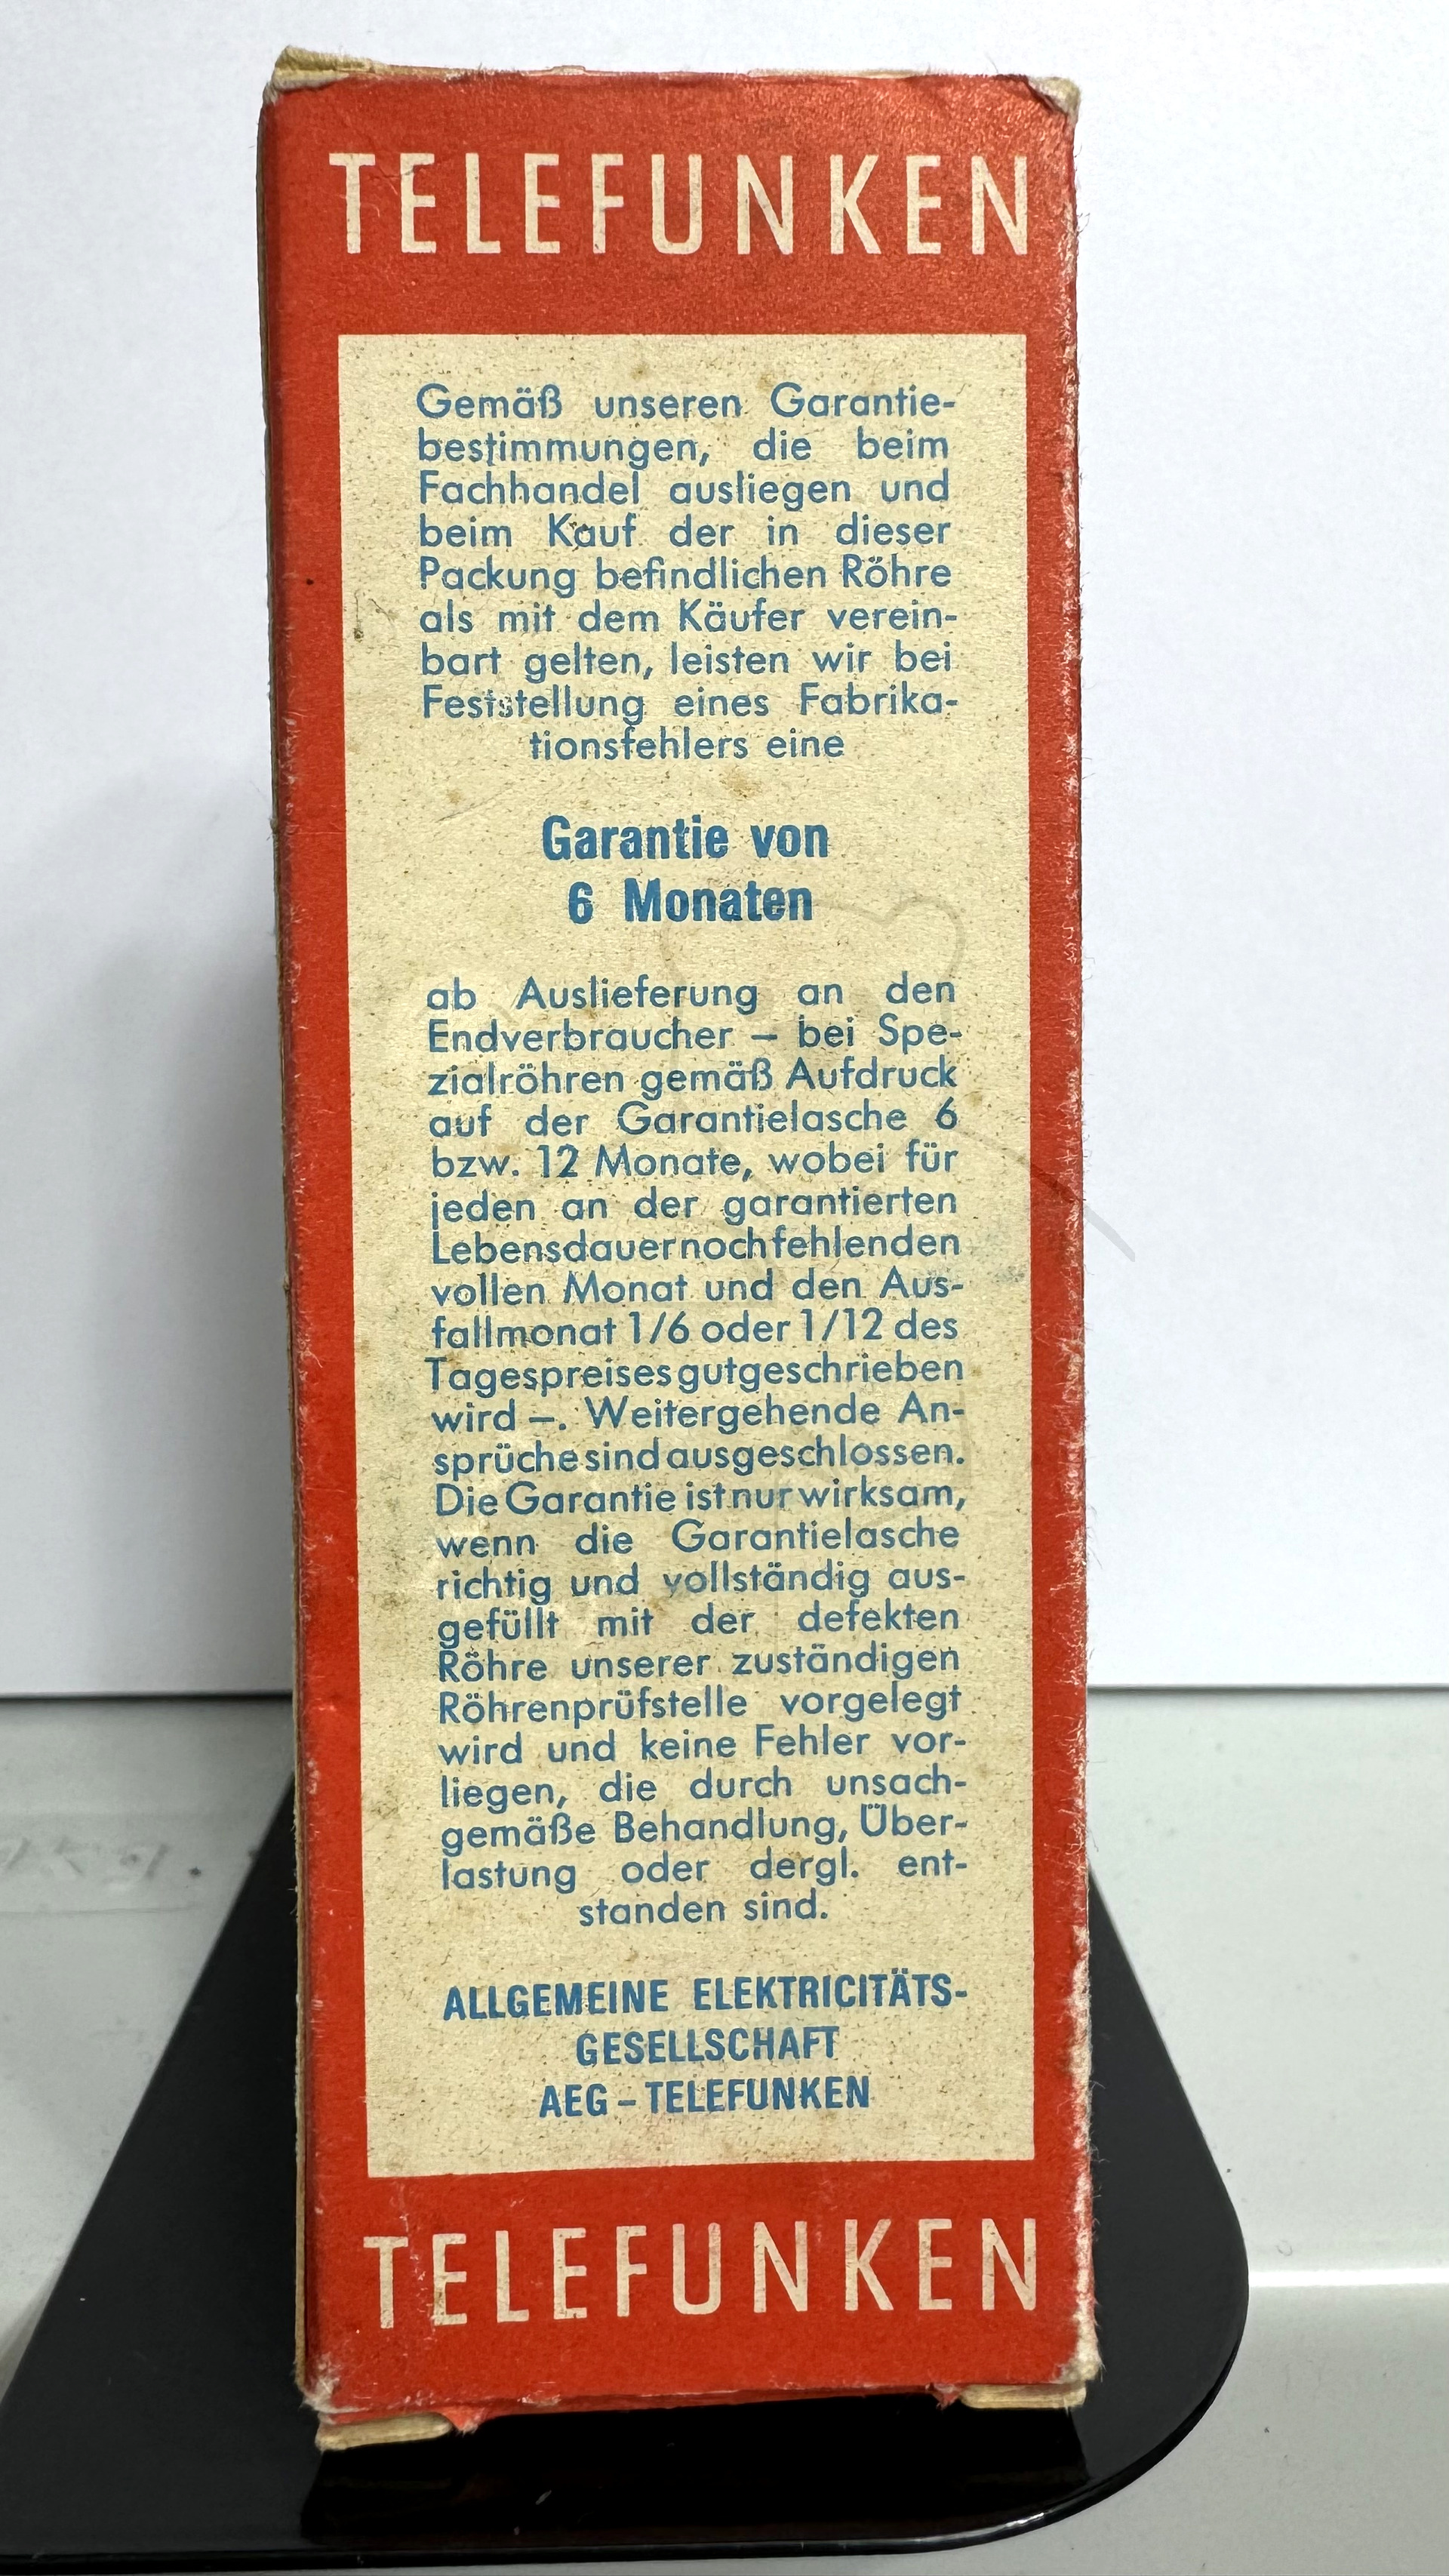 TELEFUNKEN
Gemäß unseren Garantie-
bestimmungen, die beim
Fachhandel ausliegen und
beim Kauf der in dieser
Packung befindlichen Röhre
als mit dem Käufer verein-
bart gelten, leisten wir bei
Feststellung eines Fabrika-
tionsfehlers eine
Garantie von
6 Monaten
ab Auslieferung an den
Endverbraucher – bei Spe-
zialröhren gemäß Aufdruck
auf der Garantielasche 6
bzw. 12 Monate, wobei für
jeden an der garantierten
Lebensdauer noch fehlenden
vollen Monat und den Aus-
fallmonat 1/6 oder 1/12 des
Tagespreises gutgeschrieben
wird –. Weitergehende An-
sprüche sind ausgeschlossen.
Die Garantie ist nur wirksam,
wenn die Garantielasche
richtig und vollständig aus-
gefüllt mit der defekten
Röhre unserer zuständigen
Röhrenprüfstelle vorgelegt
wird und keine Fehler vor-
liegen, die durch unsach-
gemäße Behandlung, Über-
lastung oder dergl. ent-
standen sind.
ALLGEMEINE ELEKTRICITÄTS-
GESELLSCHAFT
AEG – TELEFUNKEN
TELEFUNKEN